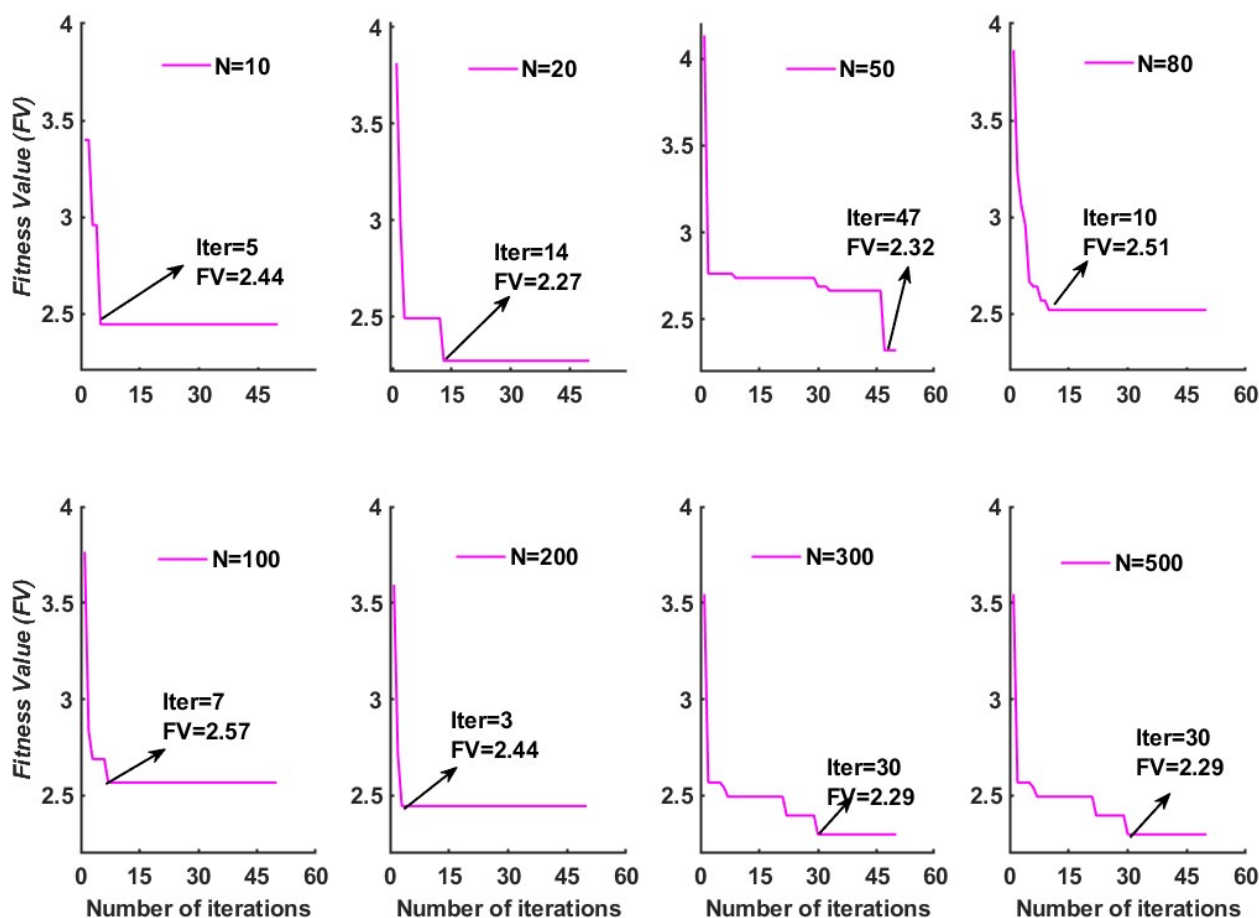 4
3.5
3
2.5
Fitness Value (FV)
N=10
Iter=5
FV=2.44
0 15 30 45
4
3.5
3
2.5
N=20
Iter=14
FV=2.27
0 15 30 45
4
3.5
3
2.5
N=50
Iter=47
FV=2.32
0 15 30 45 60
4
3.5
3
2.5
N=80
Iter=10
FV=2.51
0 15 30 45 60
4
3.5
3
2.5
Fitness Value (FV)
N=100
Iter=7
FV=2.57
0 15 30 45 60
Number of iterations
4
3.5
3
2.5
N=200
Iter=3
FV=2.44
0 15 30 45 60
Number of iterations
4
3.5
3
2.5
N=300
Iter=30
FV=2.29
0 15 30 45 60
Number of iterations
4
3.5
3
2.5
N=500
Iter=30
FV=2.29
0 15 30 45 60
Number of iterations